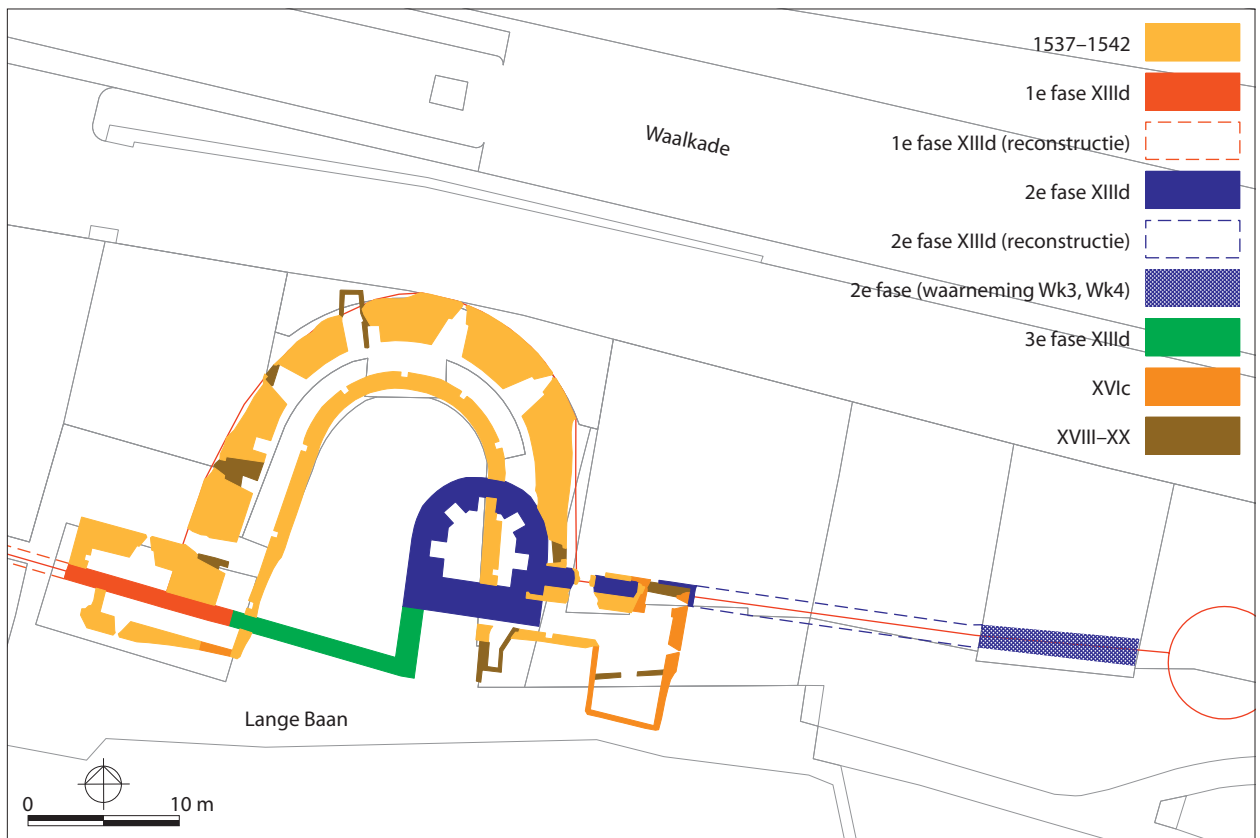 1537–1542
1e fase XIIId
Waalkade
1e fase XIIId (reconstructie)
2e fase XIIId
2e fase XIIId (reconstructie)
2e fase (waarneming Wk3, Wk4)
3e fase XIIId
XVIc
XVIII–XX
Lange Baan
0 10 m